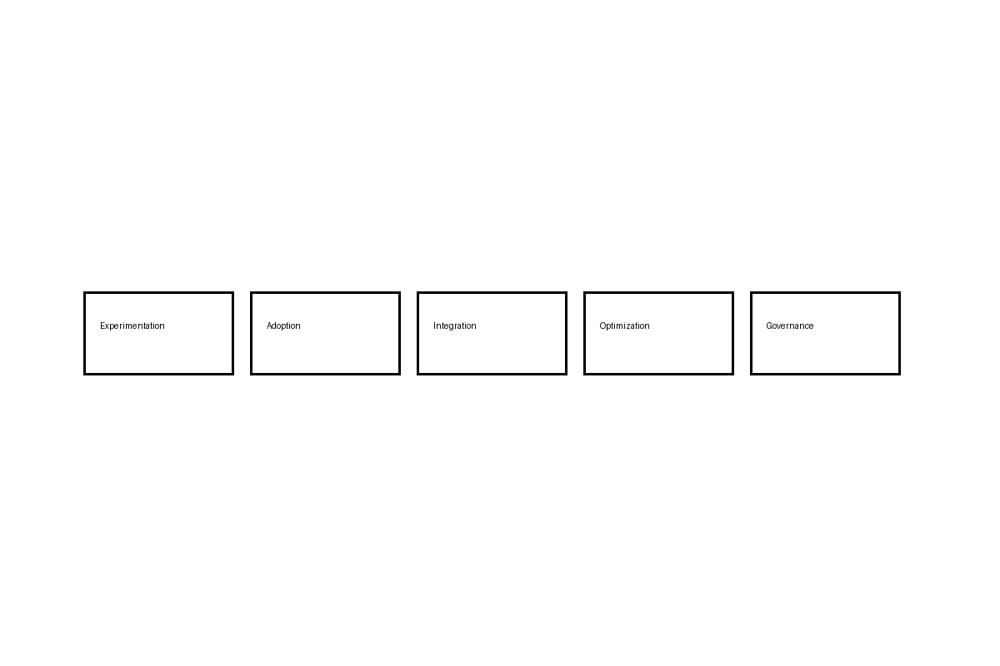 Experimentation
Adoption
Integration
Optimization
Governance